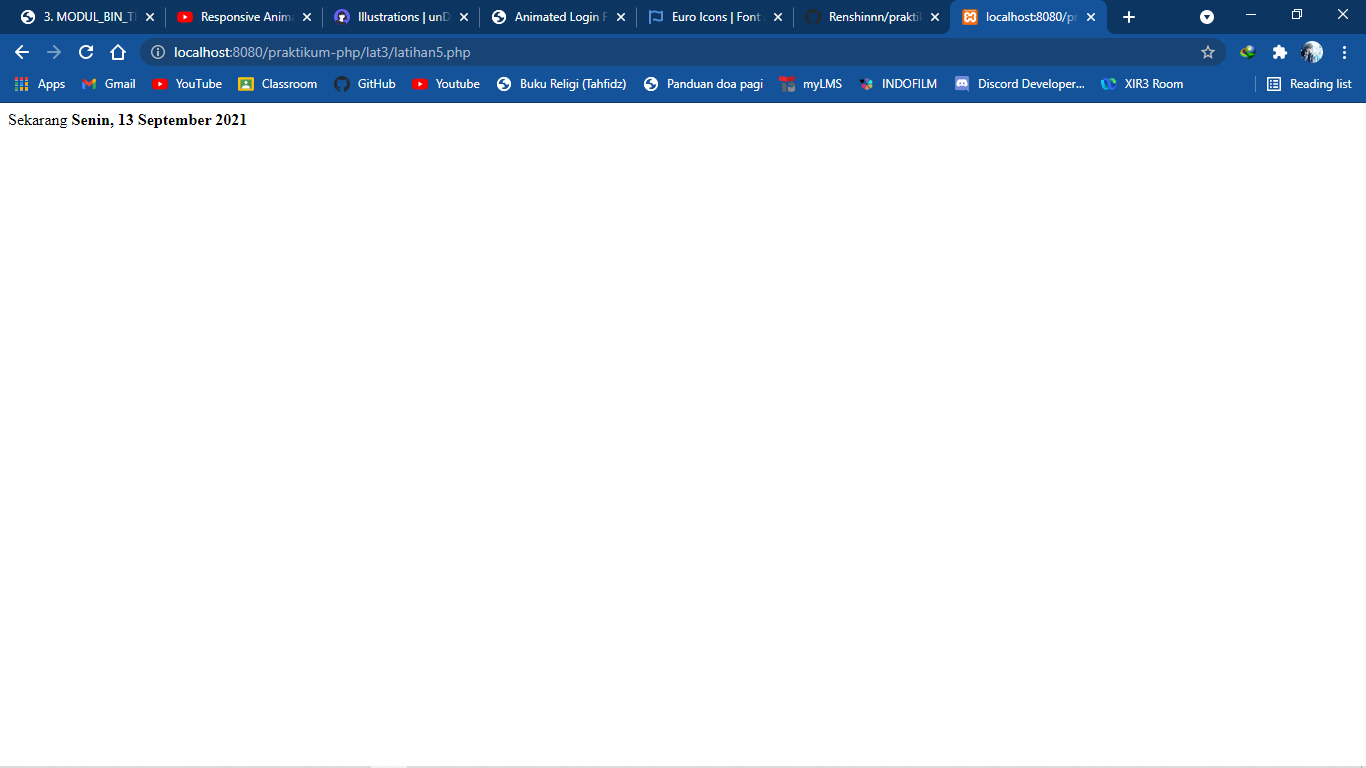 3. MODUL_BIN_T
Responsive Anim
Illustrations | unD
Animated Login F
Euro Icons | Font
Renshinnn/prakti
localhost:8080/pr
localhost:8080/praktikum-php/lat3/latihan5.php
Apps Gmail YouTube Classroom GitHub Youtube Buku Religi (Tahfidz) Panduan doa pagi myLMS INDOFILM Discord Developer... XIR3 Room Reading list
Sekarang Senin, 13 September 2021